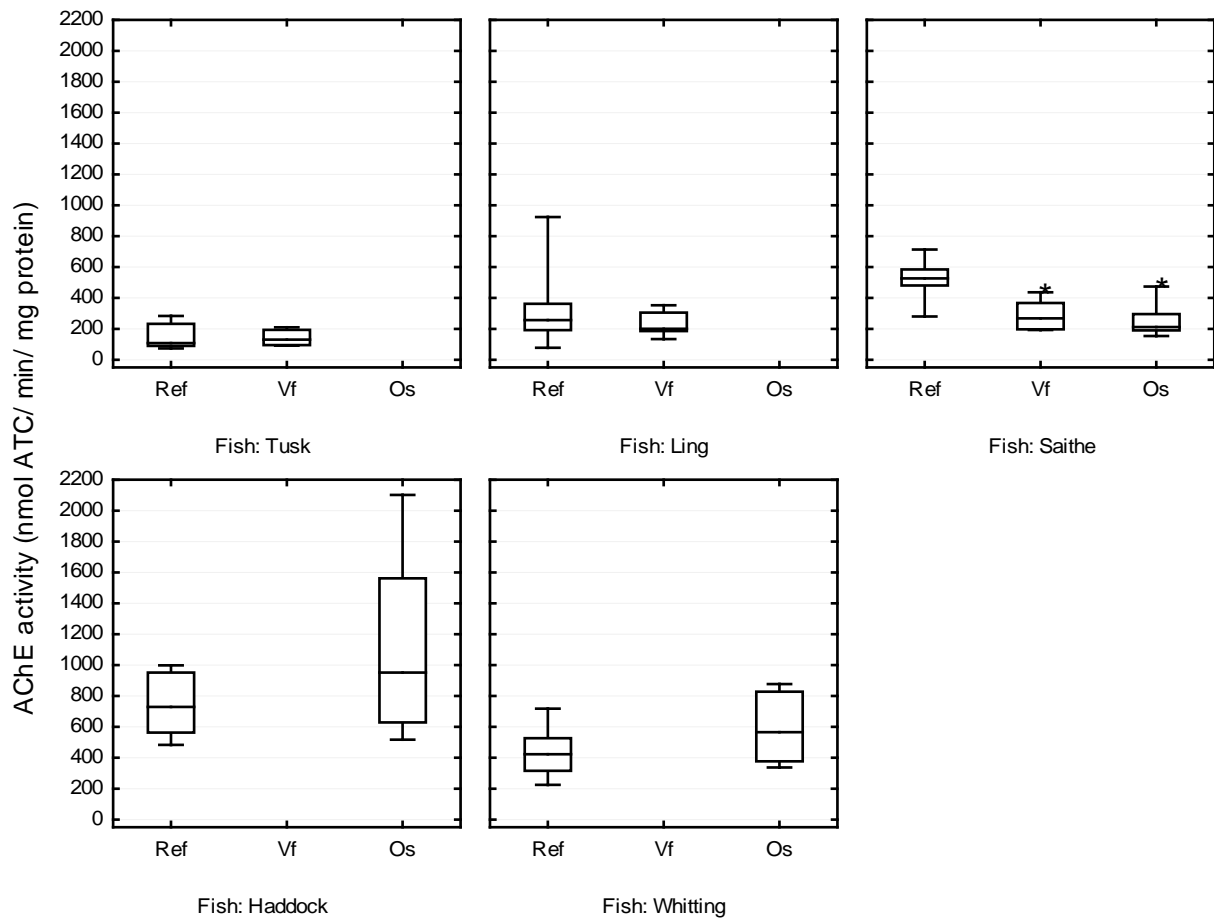 AChE activity (nmol ATC/ min/ mg protein)
2200
2000
1800
1600
1400
1200
1000
800
600
400
200
0
Ref Vf Os
Fish: Tusk
Ref Vf Os
Fish: Ling
*
*
Ref Vf Os
Fish: Saithe
2200
2000
1800
1600
1400
1200
1000
800
600
400
200
0
Ref Vf Os
Fish: Haddock
Ref Vf Os
Fish: Whitting